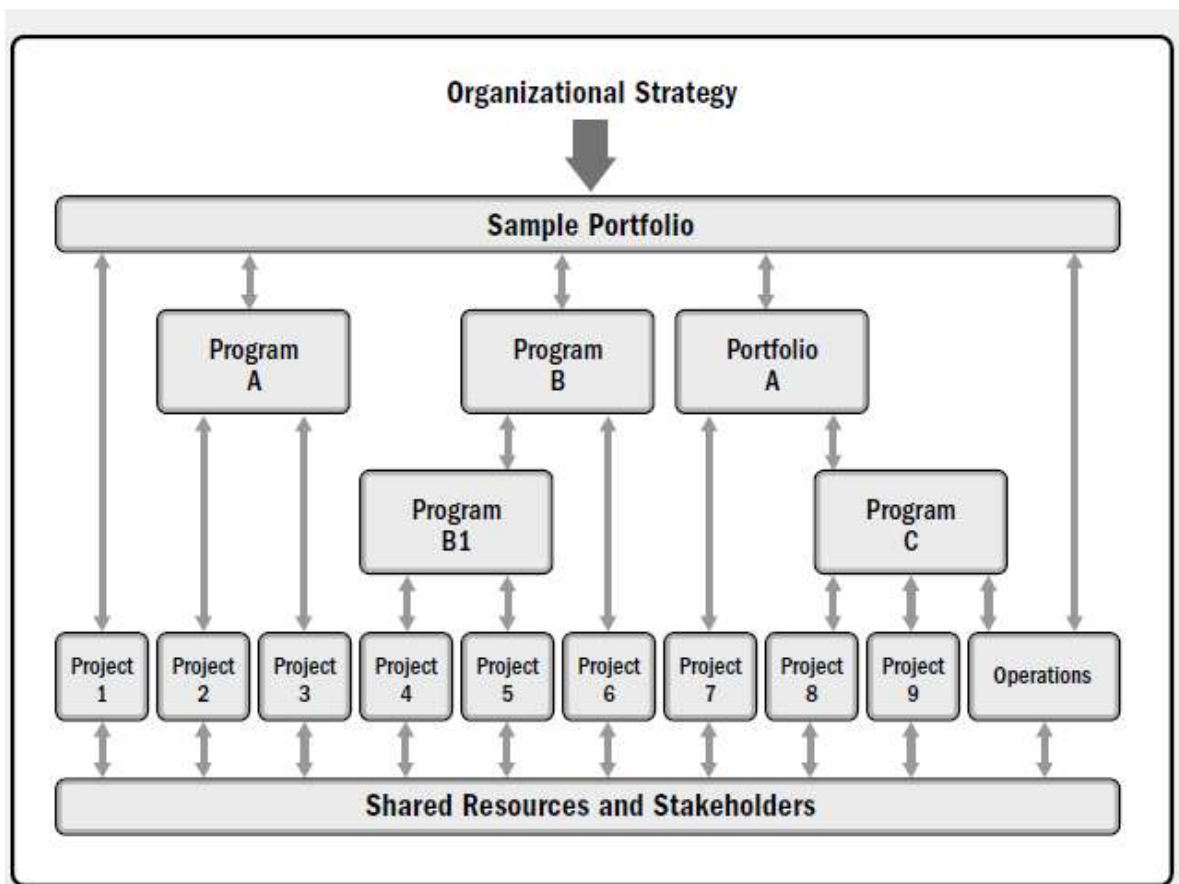 Organizational Strategy
Sample Portfolio
Program
A
Program
B
Portfolio
A
Program
B1
Program
C
Project
1
Project
2
Project
3
Project
4
Project
5
Project
6
Project
7
Project
8
Project
9
Operations
Shared Resources and Stakeholders